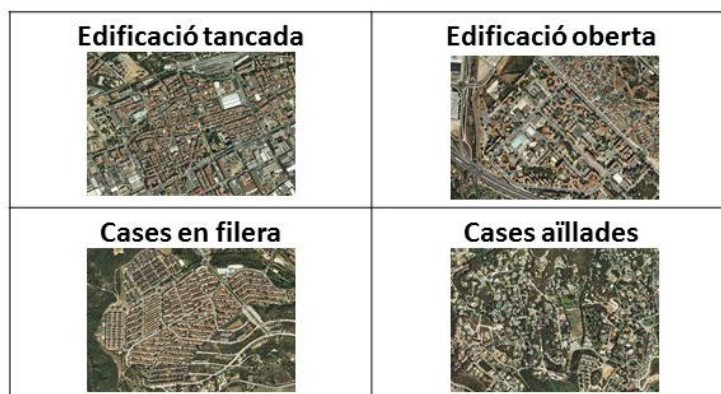 Edificació tancada
Edificació oberta
Cases en filera
Cases aïllades